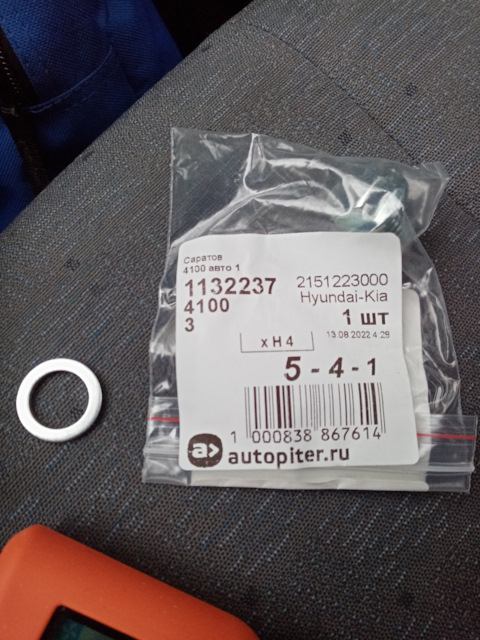 Саратов
4100 авто 1
1132237
2151223000
4100
Hyundai-Kia
3
1 шт
13.08.2022 4:29
х Н 4
5 - 4 - 1
1 000838 867614
a>
autopiter.ru